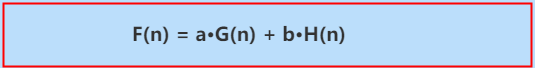 F(n) = a•G(n) + b•H(n)